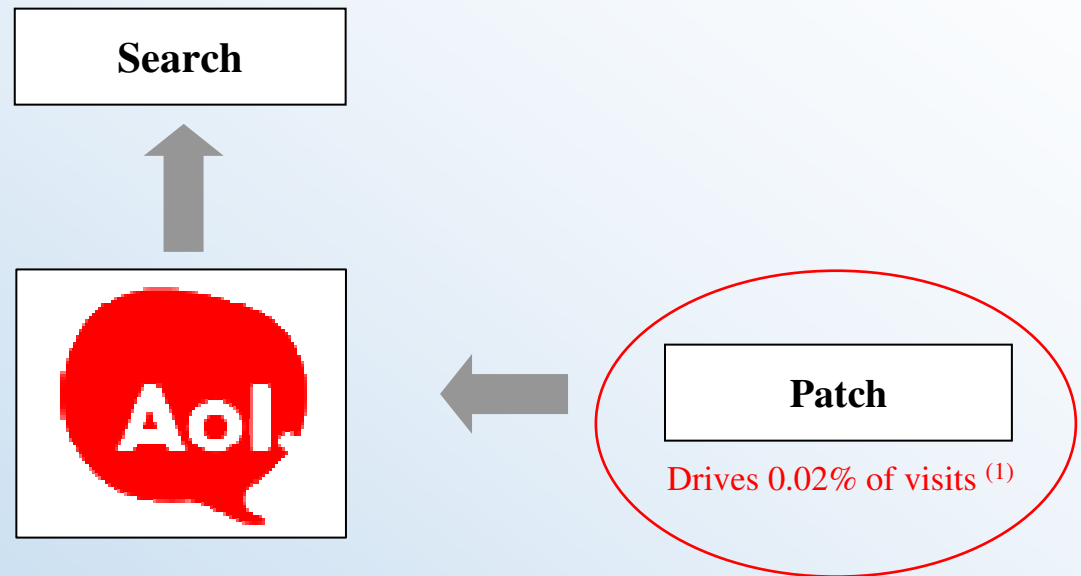 Search
Aol.
Patch
Drives 0.02% of visits (1)